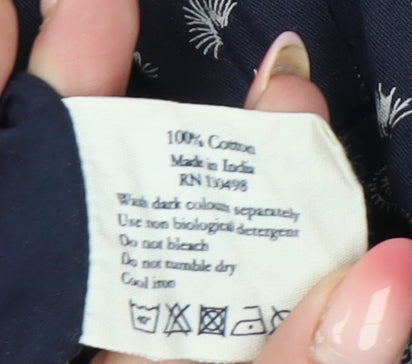 100% Cotton
Made in India
RN 130498
Wash dark colours separately
Use non biological detergent
Do not bleach
Do not tumble dry
Cool iron
40°